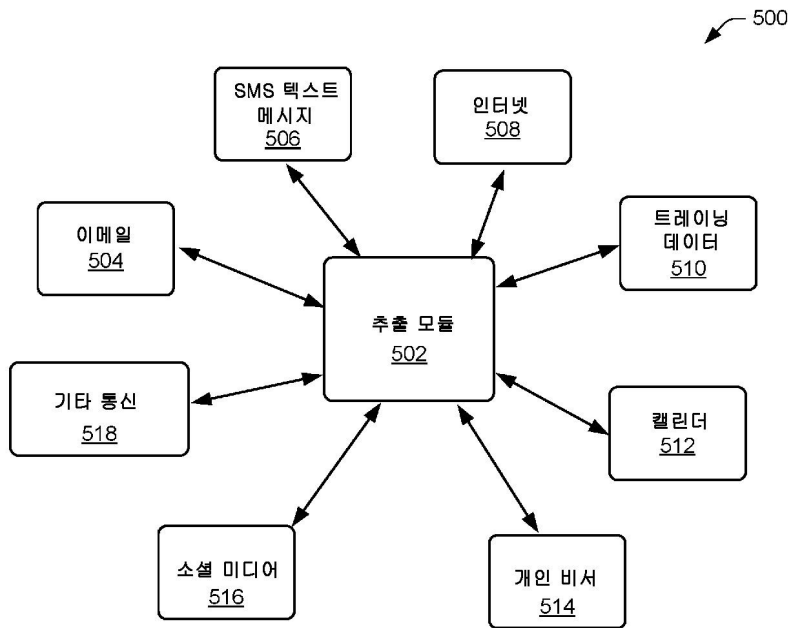 500
SMS 텍스트
메시지
506
인터넷
508
이메일
504
트레이닝
데이터
510
추출 모듈
502
기타 통신
518
캘린더
512
소셜 미디어
516
개인 비서
514